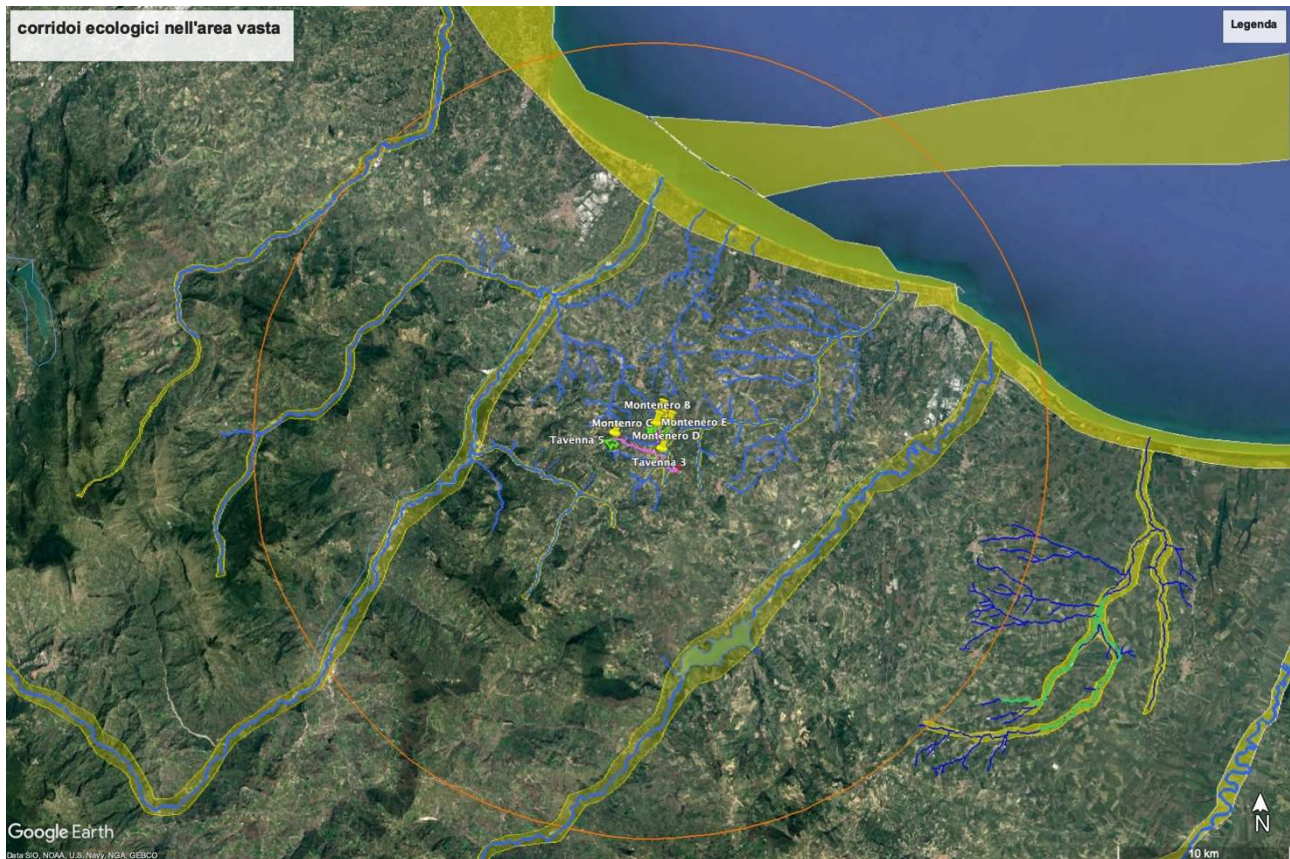 corridoi ecologici nell'area vasta
Legenda
Montenero B
Montenro C
Montenero E
Montenero D
Tavenna 5
Tavenna 3
Google Earth
Data SIO, NOAA, U.S. Navy, NGA, GEBCO
N
10 km